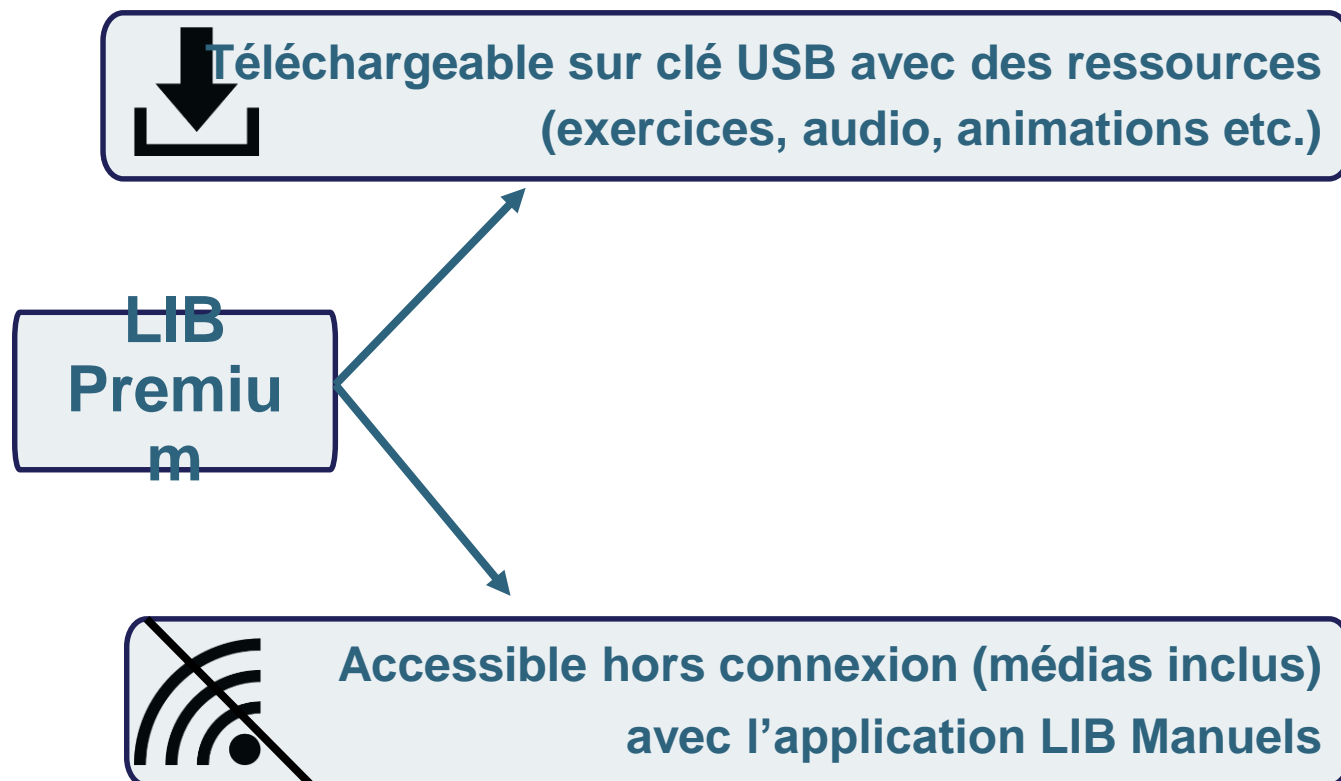 Téléchargeable sur clé USB avec des ressources
(exercices, audio, animations etc.)
LIB
Premiu
m
Accessible hors connexion (médias inclus)
avec l’application LIB Manuels